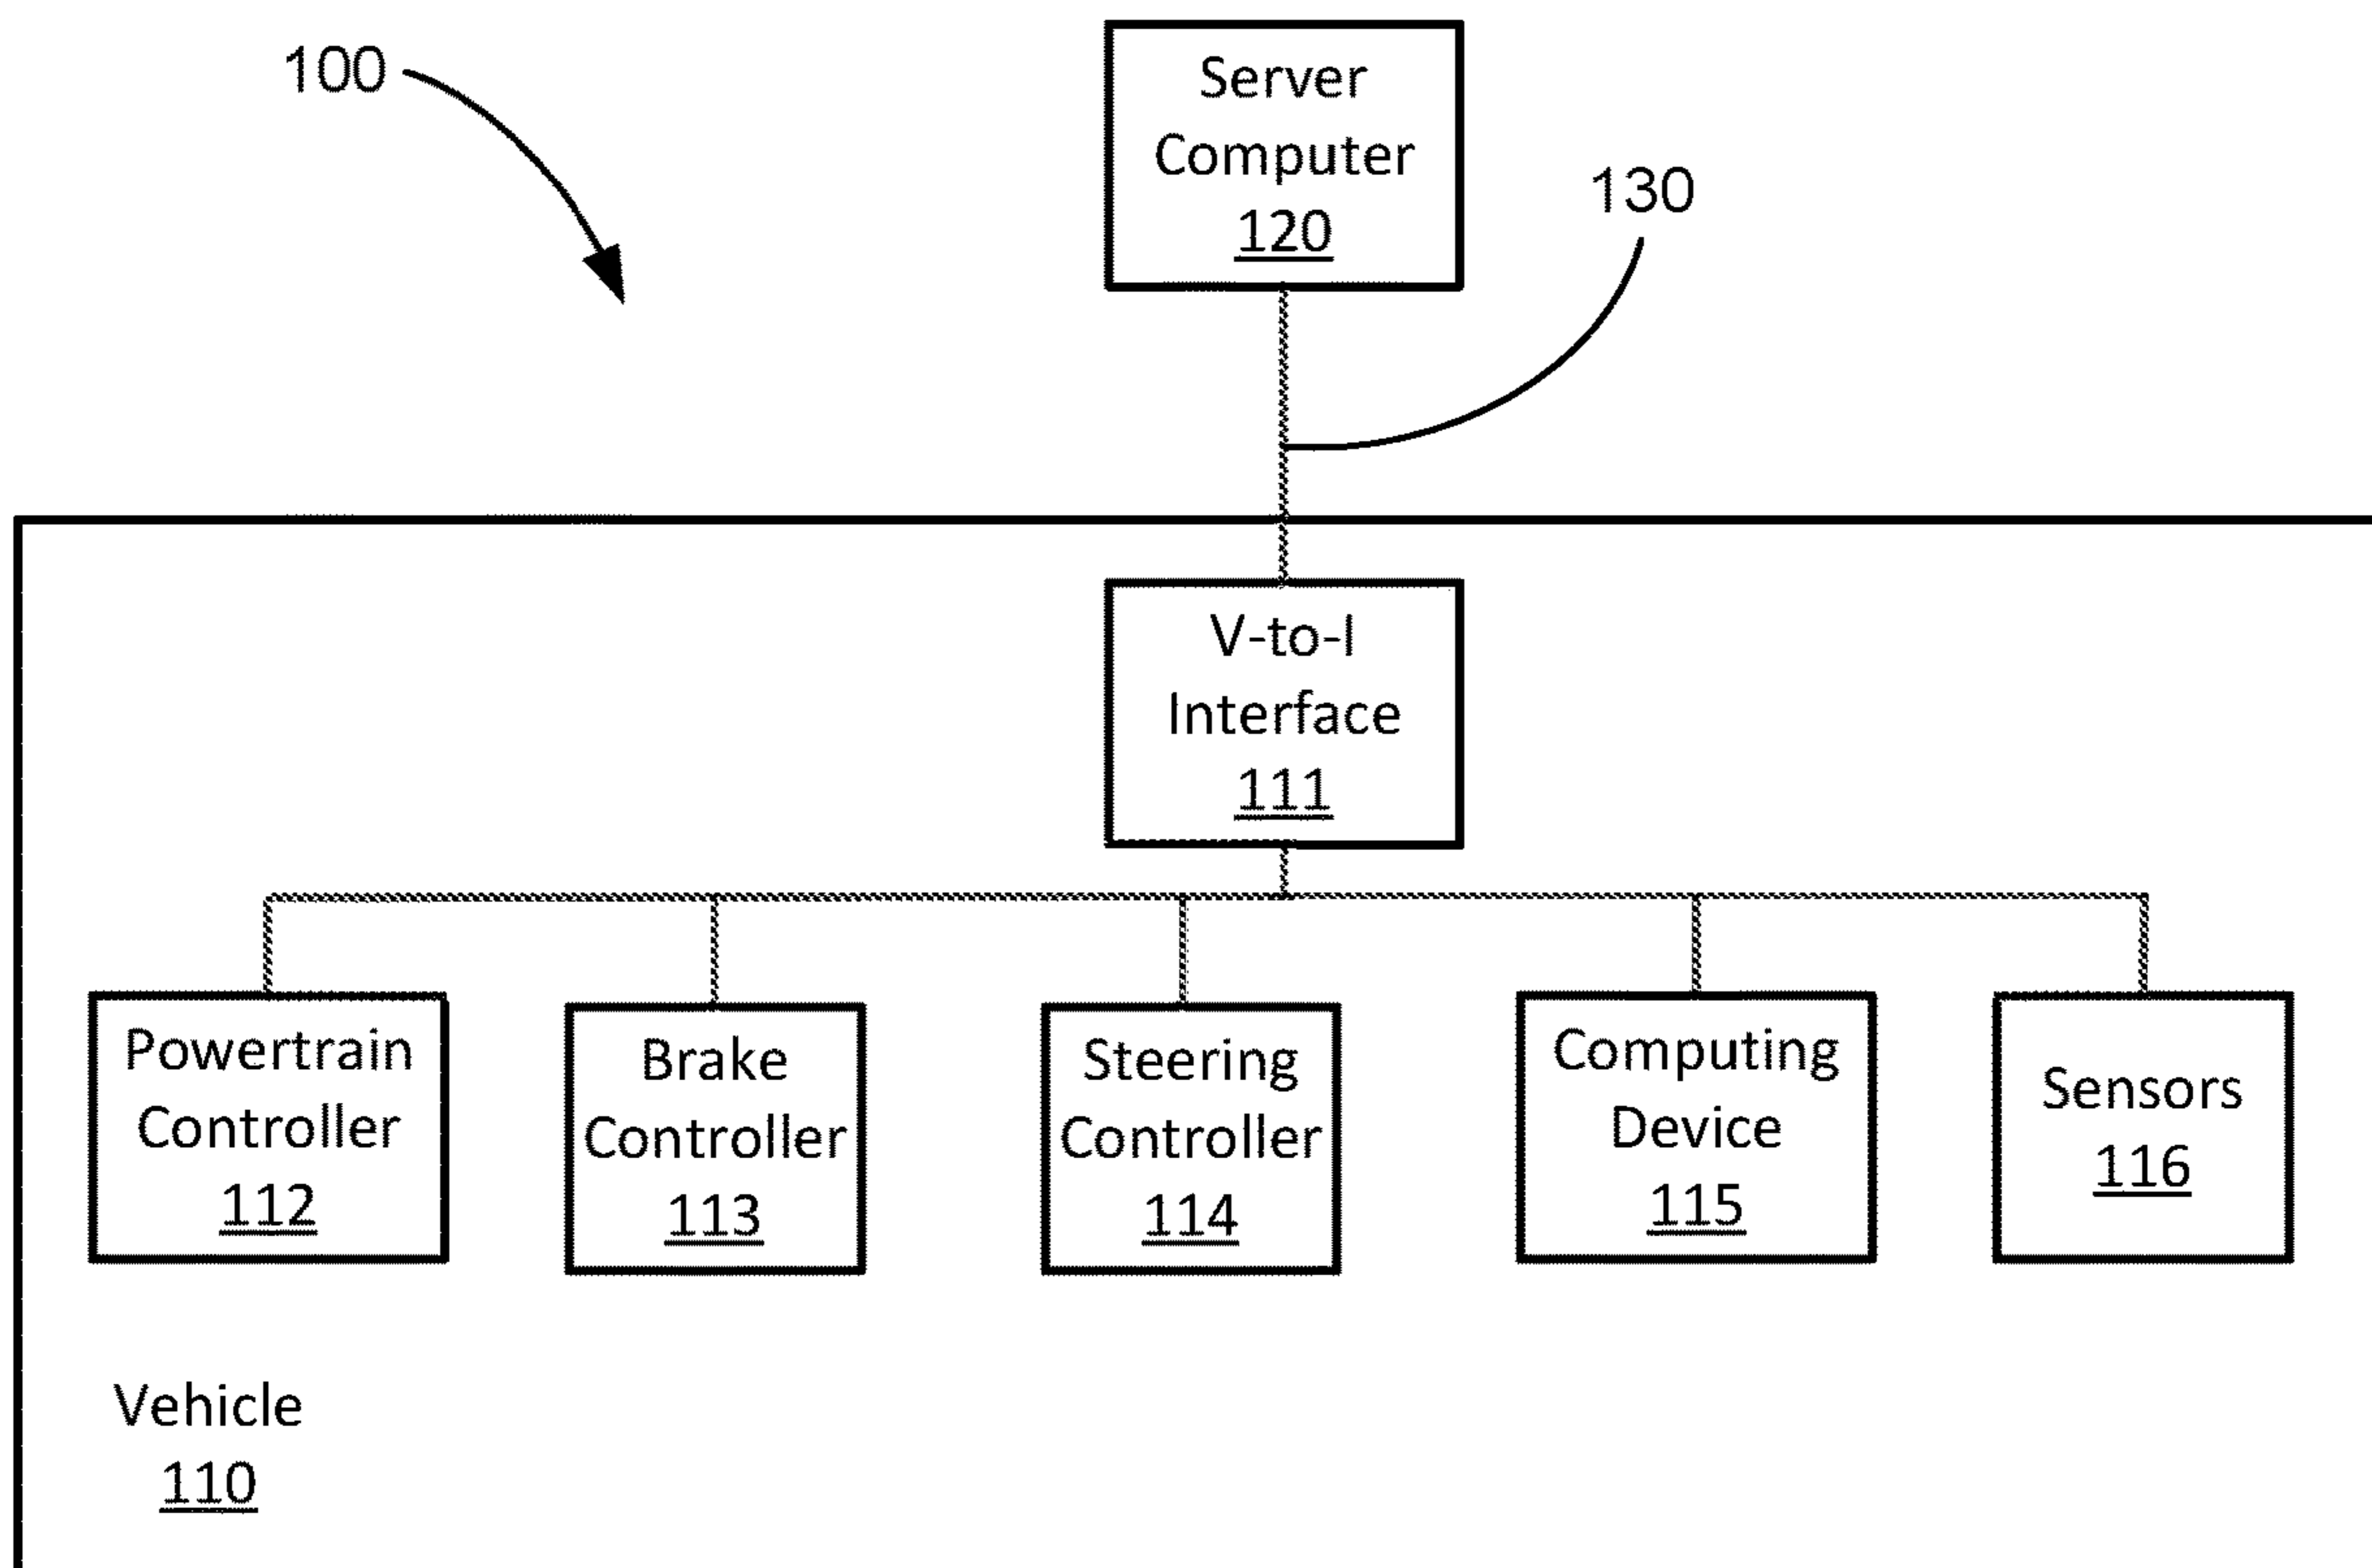 100
Server
Computer
120
130
V-to-I
Interface
111
Powertrain
Controller
112
Brake
Controller
113
Steering
Controller
114
Computing
Device
115
Sensors
116
Vehicle
110